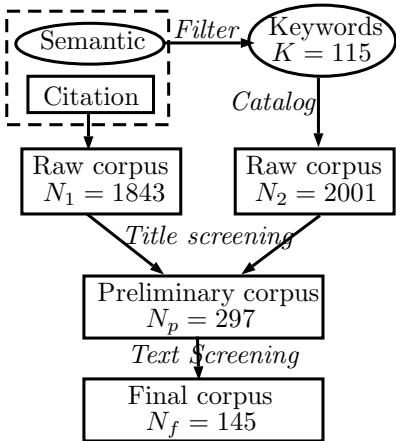 Semantic
Filter
Keywords
K = 115
Citation
Catalog
Raw corpus
N₁ = 1843
Raw corpus
N₂ = 2001
Title screening
Preliminary corpus
Nₚ = 297
Text Screening
Final corpus
N_f = 145